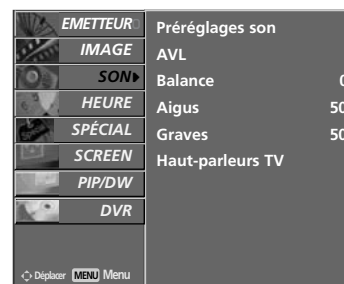 EMETTEUR
IMAGE
SON
HEURE
SPÉCIAL
SCREEN
PIP/DW
DVR
Déplacer MENU Menu
Préréglages son
AVL
Balance 0
Aigus 50
Graves 50
Haut-parleurs TV